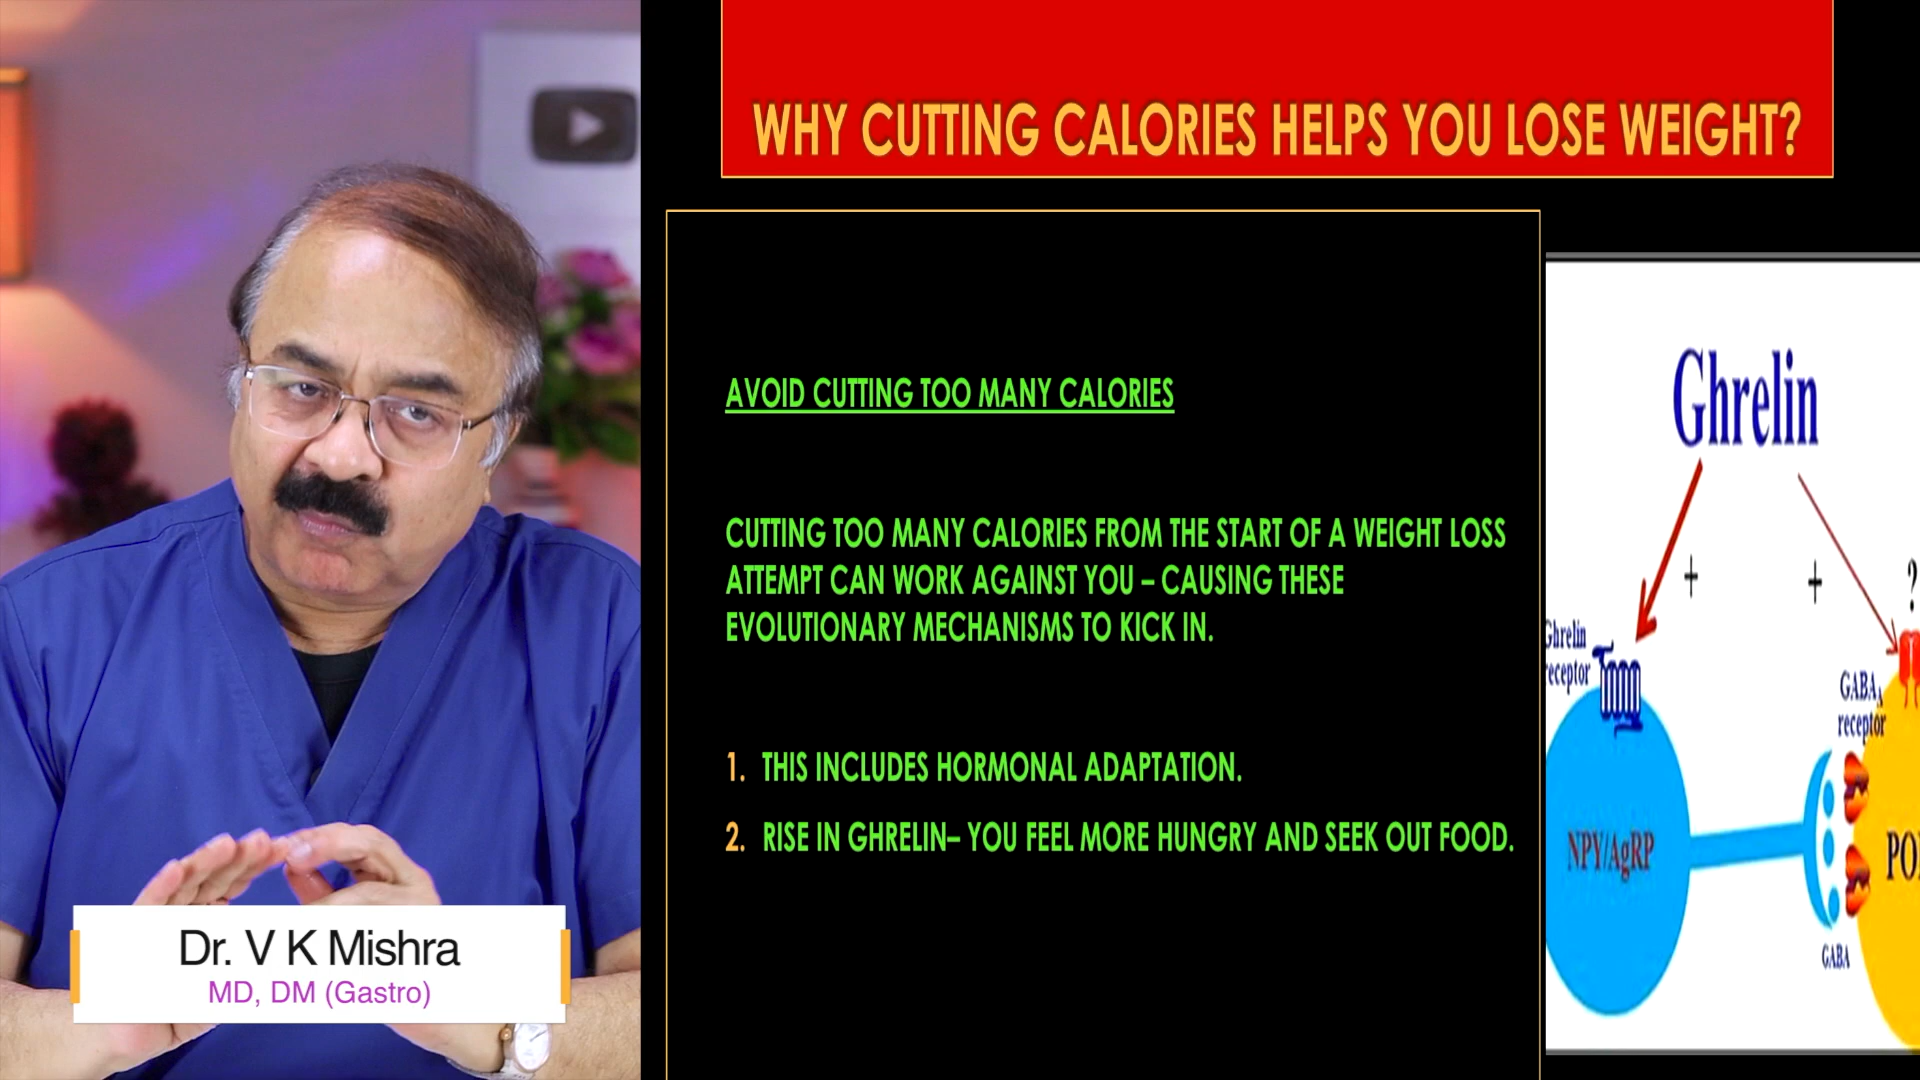 WHY CUTTING CALORIES HELPS YOU LOSE WEIGHT?
AVOID CUTTING TOO MANY CALORIES
CUTTING TOO MANY CALORIES FROM THE START OF A WEIGHT LOSS
ATTEMPT CAN WORK AGAINST YOU – CAUSING THESE
EVOLUTIONARY MECHANISMS TO KICK IN.
1. THIS INCLUDES HORMONAL ADAPTATION.
2. RISE IN GHRELIN– YOU FEEL MORE HUNGRY AND SEEK OUT FOOD.
Ghrelin
+ + ?
Ghrelin
receptor
GABAA
receptor
NPY/AgRP
GABA
Dr. V K Mishra
MD, DM (Gastro)